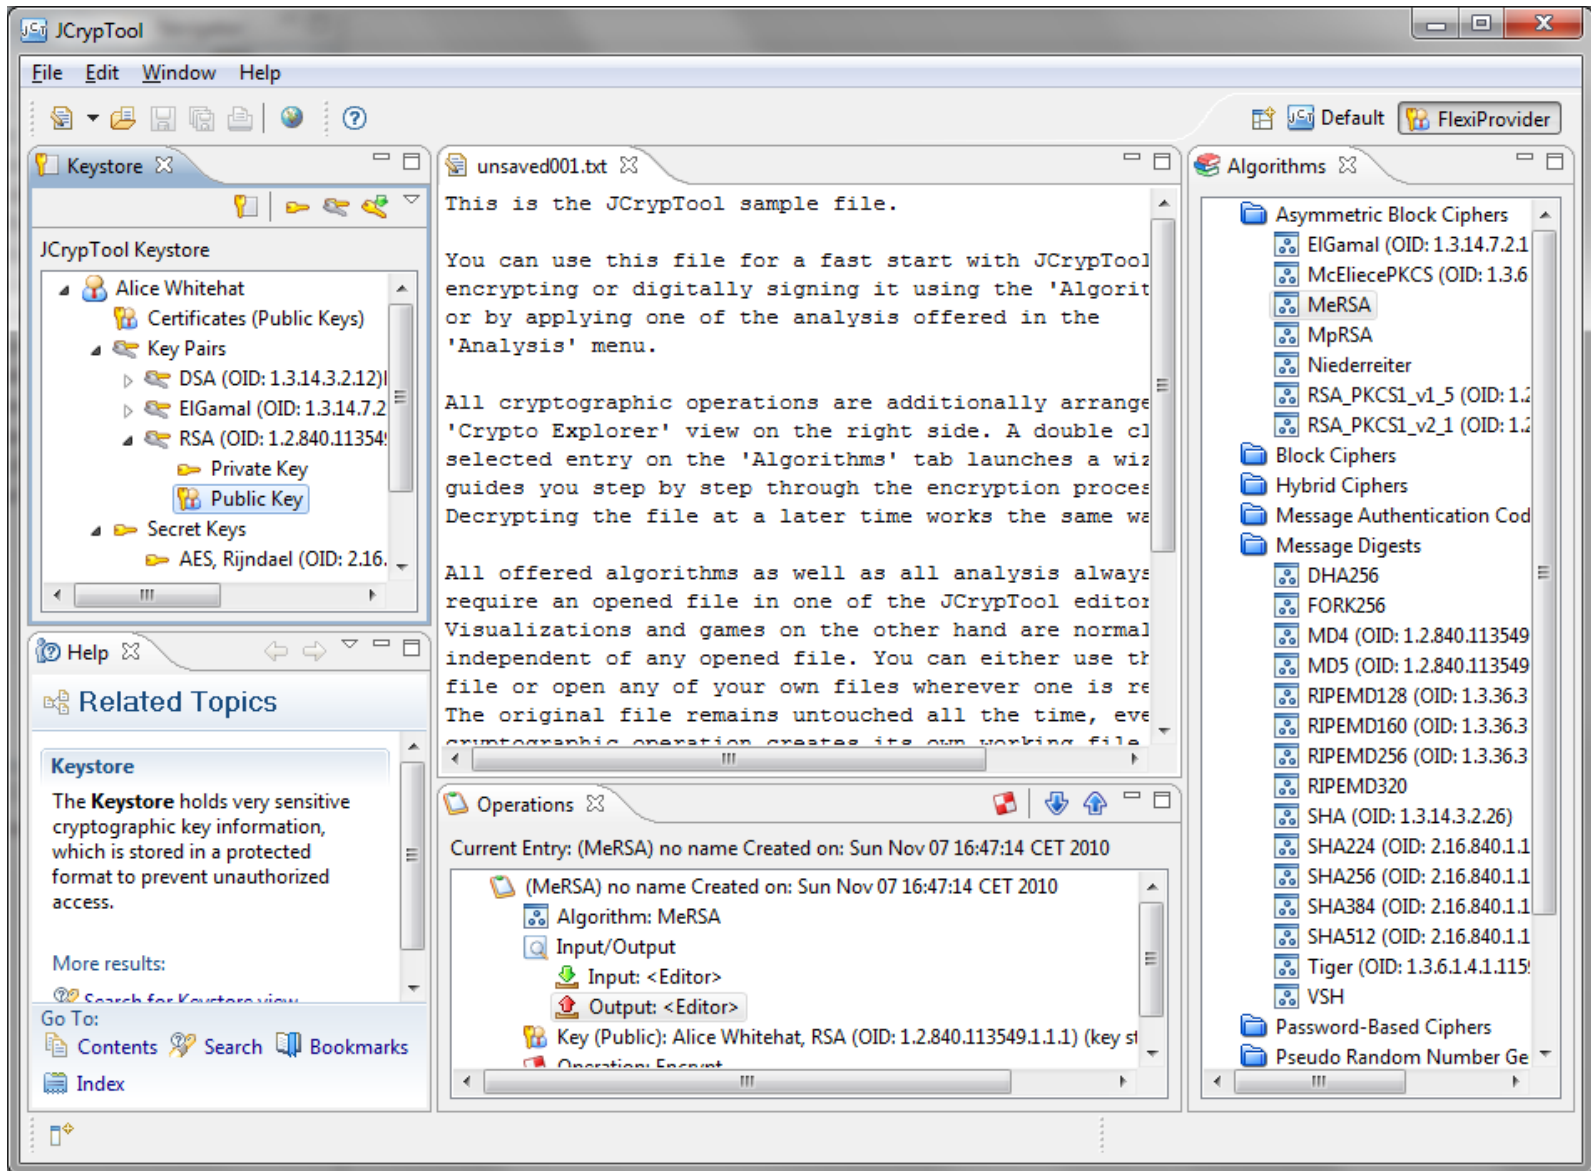 JCrypTool
File Edit Window Help
Default FlexiProvider
Keystore
JCrypTool Keystore
Alice Whitehat
Certificates (Public Keys)
Key Pairs
DSA (OID: 1.3.14.3.2.12)
ElGamal (OID: 1.3.14.7.2
RSA (OID: 1.2.840.11354
Private Key
Public Key
Secret Keys
AES, Rijndael (OID: 2.16.
Help
Related Topics
Keystore
The Keystore holds very sensitive
cryptographic key information,
which is stored in a protected
format to prevent unauthorized
access.
More results:
Search for Keystore view
Go To:
Contents Search Bookmarks
Index
unsaved001.txt
This is the JCrypTool sample file.
You can use this file for a fast start with JCrypTool
encrypting or digitally signing it using the 'Algorit
or by applying one of the analysis offered in the
'Analysis' menu.
All cryptographic operations are additionally arrange
'Crypto Explorer' view on the right side. A double cl
selected entry on the 'Algorithms' tab launches a wiz
guides you step by step through the encryption proces
Decrypting the file at a later time works the same wa
All offered algorithms as well as all analysis always
require an opened file in one of the JCrypTool editor
Visualizations and games on the other hand are normal
independent of any opened file. You can either use th
file or open any of your own files wherever one is re
The original file remains untouched all the time, eve
cryptographic operation creates its own working file
Operations
Current Entry: (MeRSA) no name Created on: Sun Nov 07 16:47:14 CET 2010
(MeRSA) no name Created on: Sun Nov 07 16:47:14 CET 2010
Algorithm: MeRSA
Input/Output
Input: <Editor>
Output: <Editor>
Key (Public): Alice Whitehat, RSA (OID: 1.2.840.113549.1.1.1) (key st
Operation: Encrypt
Algorithms
Asymmetric Block Ciphers
ElGamal (OID: 1.3.14.7.2.1
McEliecePKCS (OID: 1.3.6
MeRSA
MpRSA
Niederreiter
RSA_PKCS1_v1_5 (OID: 1.2
RSA_PKCS1_v2_1 (OID: 1.2
Block Ciphers
Hybrid Ciphers
Message Authentication Cod
Message Digests
DHA256
FORK256
MD4 (OID: 1.2.840.113549
MD5 (OID: 1.2.840.113549
RIPEMD128 (OID: 1.3.36.3
RIPEMD160 (OID: 1.3.36.3
RIPEMD256 (OID: 1.3.36.3
RIPEMD320
SHA (OID: 1.3.14.3.2.26)
SHA224 (OID: 2.16.840.1.1
SHA256 (OID: 2.16.840.1.1
SHA384 (OID: 2.16.840.1.1
SHA512 (OID: 2.16.840.1.1
Tiger (OID: 1.3.6.1.4.1.115
VSH
Password-Based Ciphers
Pseudo Random Number Ge